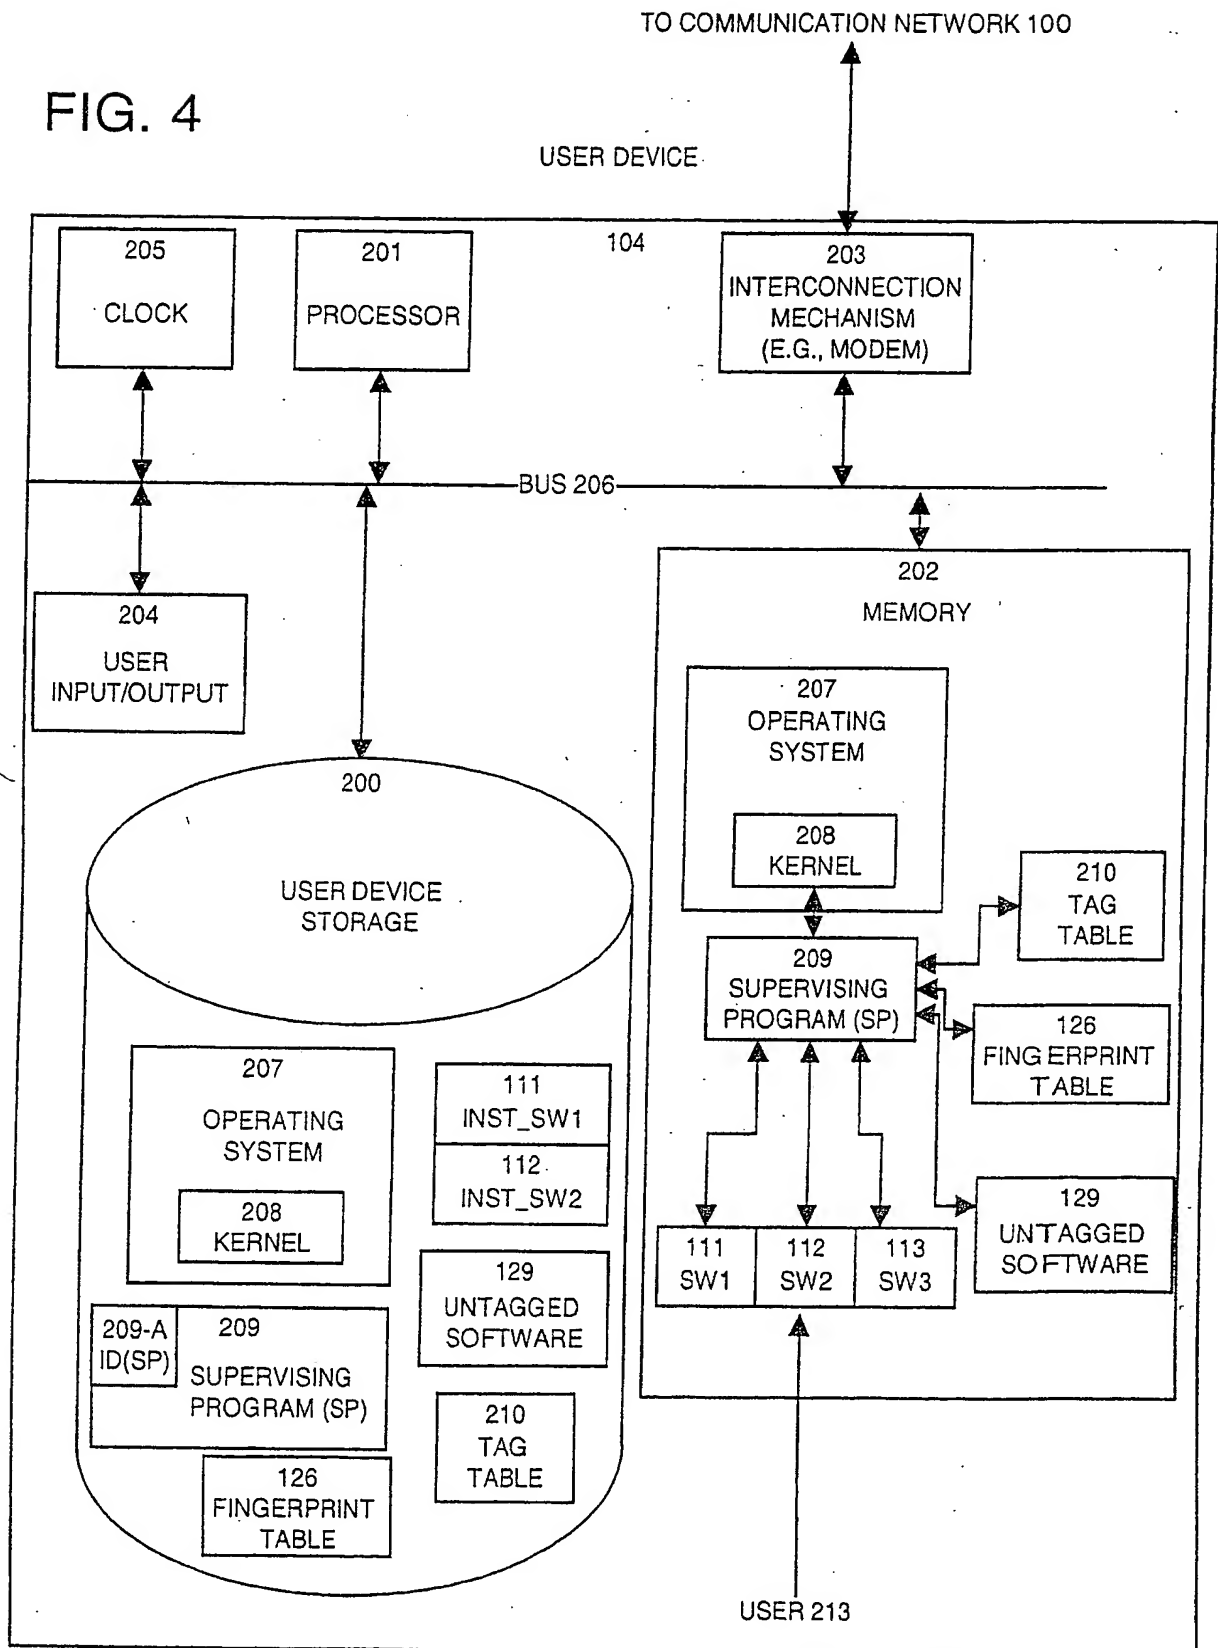 TO COMMUNICATION NETWORK 100
FIG. 4
USER DEVICE
104
205
CLOCK
201
PROCESSOR
203
INTERCONNECTION
MECHANISM
(E.G., MODEM)
BUS 206
204
USER
INPUT/OUTPUT
202
MEMORY
207
OPERATING
SYSTEM
208
KERNEL
209
SUPERVISING
PROGRAM (SP)
210
TAG
TABLE
126
FINGERPRINT
TABLE
129
UNTAGGED
SOFTWARE
111
SW1
112
SW2
113
SW3
200
USER DEVICE
STORAGE
207
OPERATING
SYSTEM
208
KERNEL
111
INST_SW1
112
INST_SW2
129
UNTAGGED
SOFTWARE
209-A
ID(SP)
209
SUPERVISING
PROGRAM (SP)
210
TAG
TABLE
126
FINGERPRINT
TABLE
USER 213